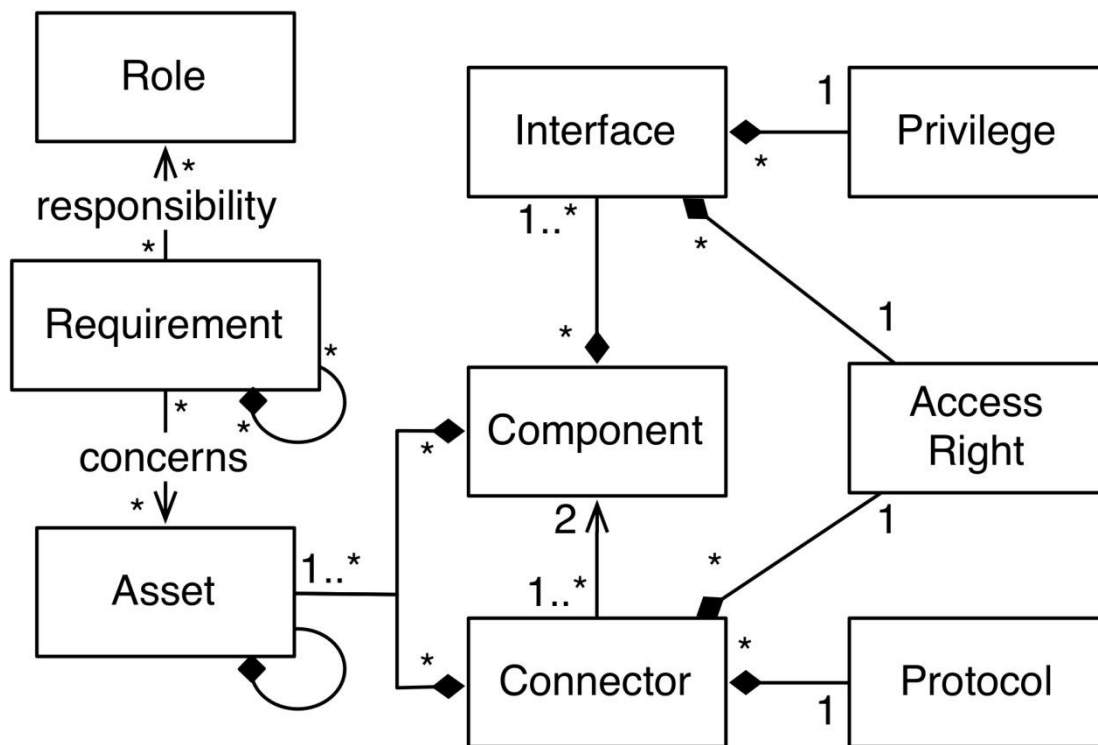 Role
*
responsibility
*
Requirement
*
*
*
concerns
*
Asset
1..*
Interface
1
*
Privilege
1..*
*
*
1
Component
*
Access
Right
2
1
*
1..*
*
Connector
*
1
Protocol